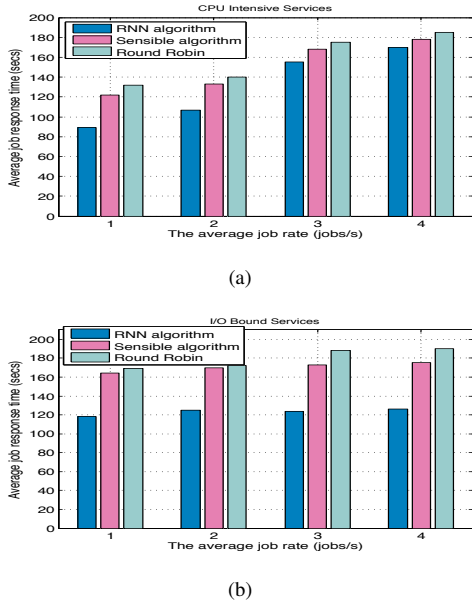 CPU Intensive Services
200
180
160
140
120
100
80
60
40
20
0
Average job response time (secs)
RNN algorithm
Sensible algorithm
Round Robin
1 2 3 4
The average job rate (jobs/s)
(a)
I/O Bound Services
200
180
160
140
120
100
80
60
40
20
0
Average job response time (secs)
RNN algorithm
Sensible algorithm
Round Robin
1 2 3 4
The average job rate (jobs/s)
(b)